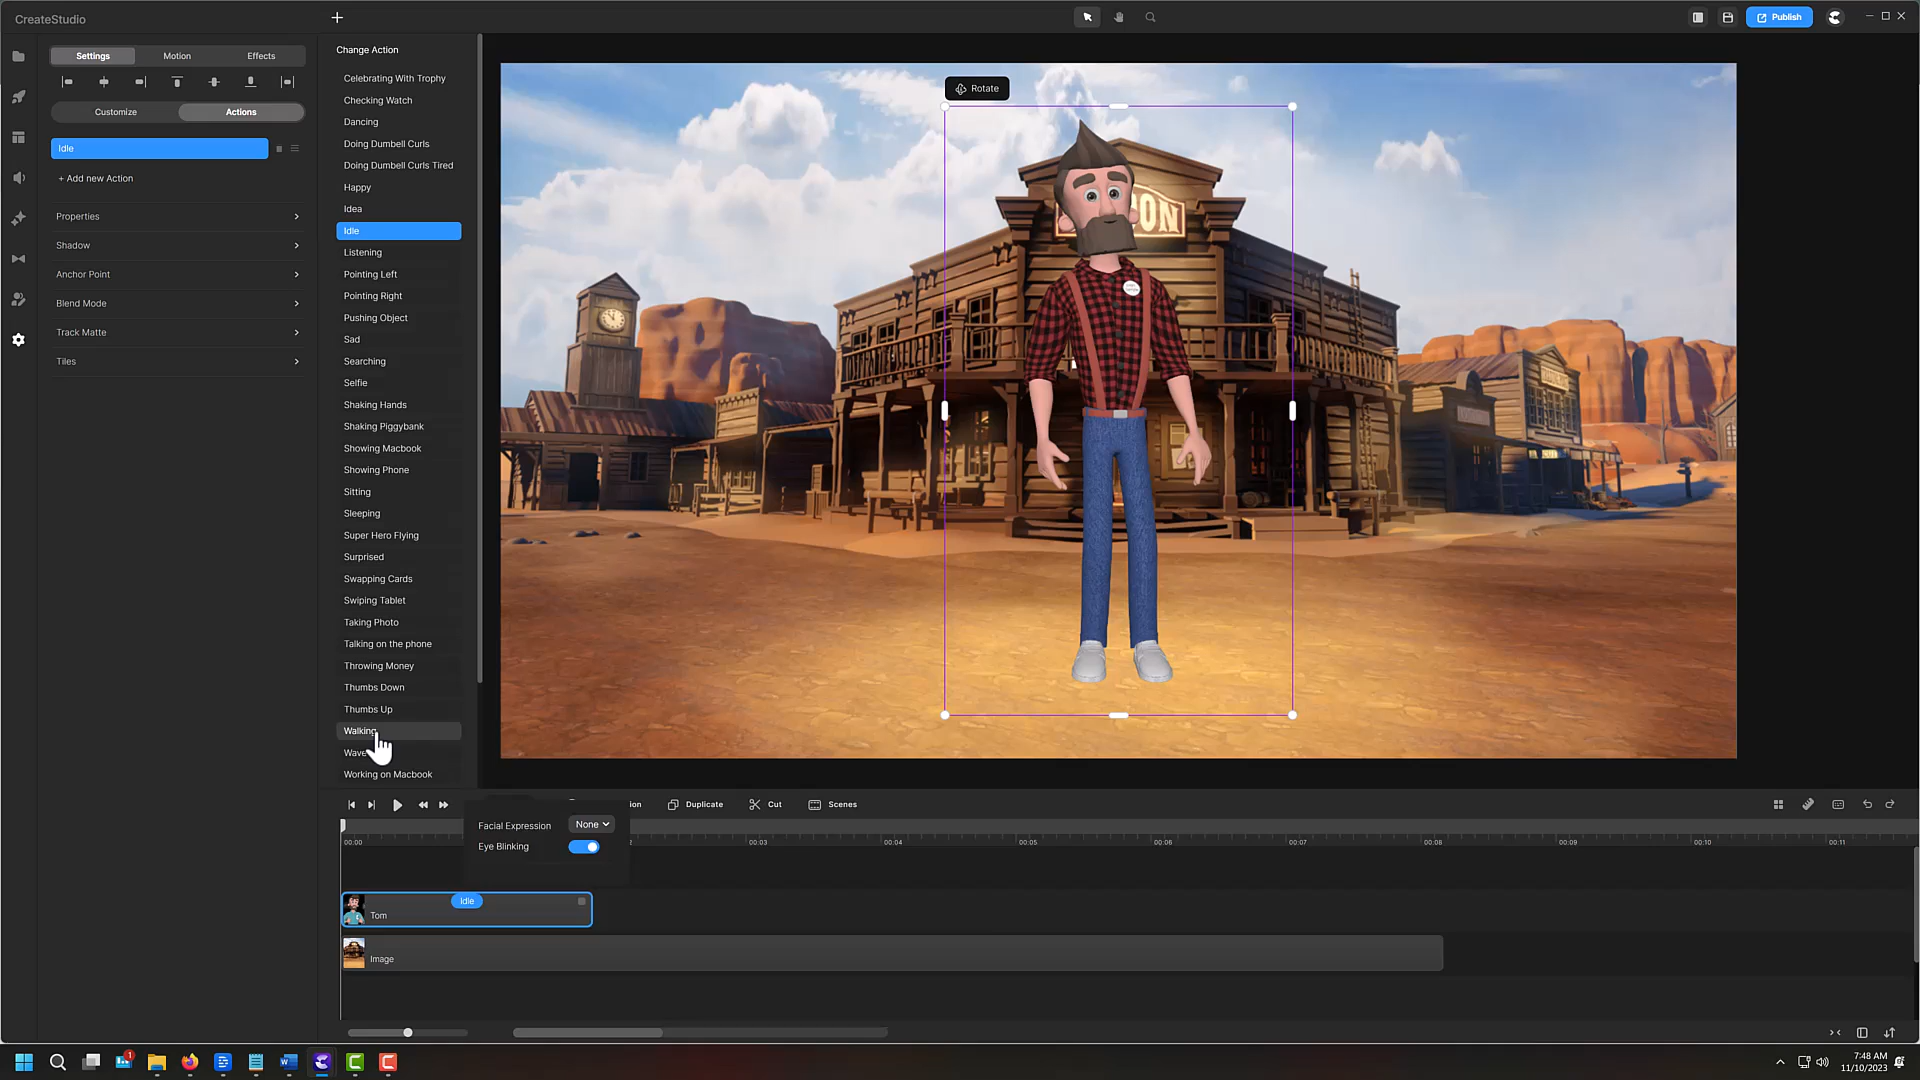 CreateStudio
Publish
Settings
Motion
Effects
Customize
Actions
Idle
+ Add new Action
Properties
Shadow
Anchor Point
Blend Mode
Track Matte
Tiles
Change Action
Celebrating With Trophy
Checking Watch
Dancing
Doing Dumbell Curls
Doing Dumbell Curls Tired
Happy
Idea
Idle
Listening
Pointing Left
Pointing Right
Pushing Object
Sad
Searching
Selfie
Shaking Hands
Shaking Piggybank
Showing Macbook
Showing Phone
Sitting
Sleeping
Super Hero Flying
Surprised
Swapping Cards
Swiping Tablet
Taking Photo
Talking on the phone
Throwing Money
Thumbs Down
Thumbs Up
Walking
Wave
Working on Macbook
Rotate
ON
ion
Duplicate
Cut
Scenes
Facial Expression
None
Eye Blinking
00:00
2
00:03
00:04
00:05
00:06
00:07
00:08
00:09
00:10
00:11
Idle
Tom
Image
1
7:48 AM
11/10/2023